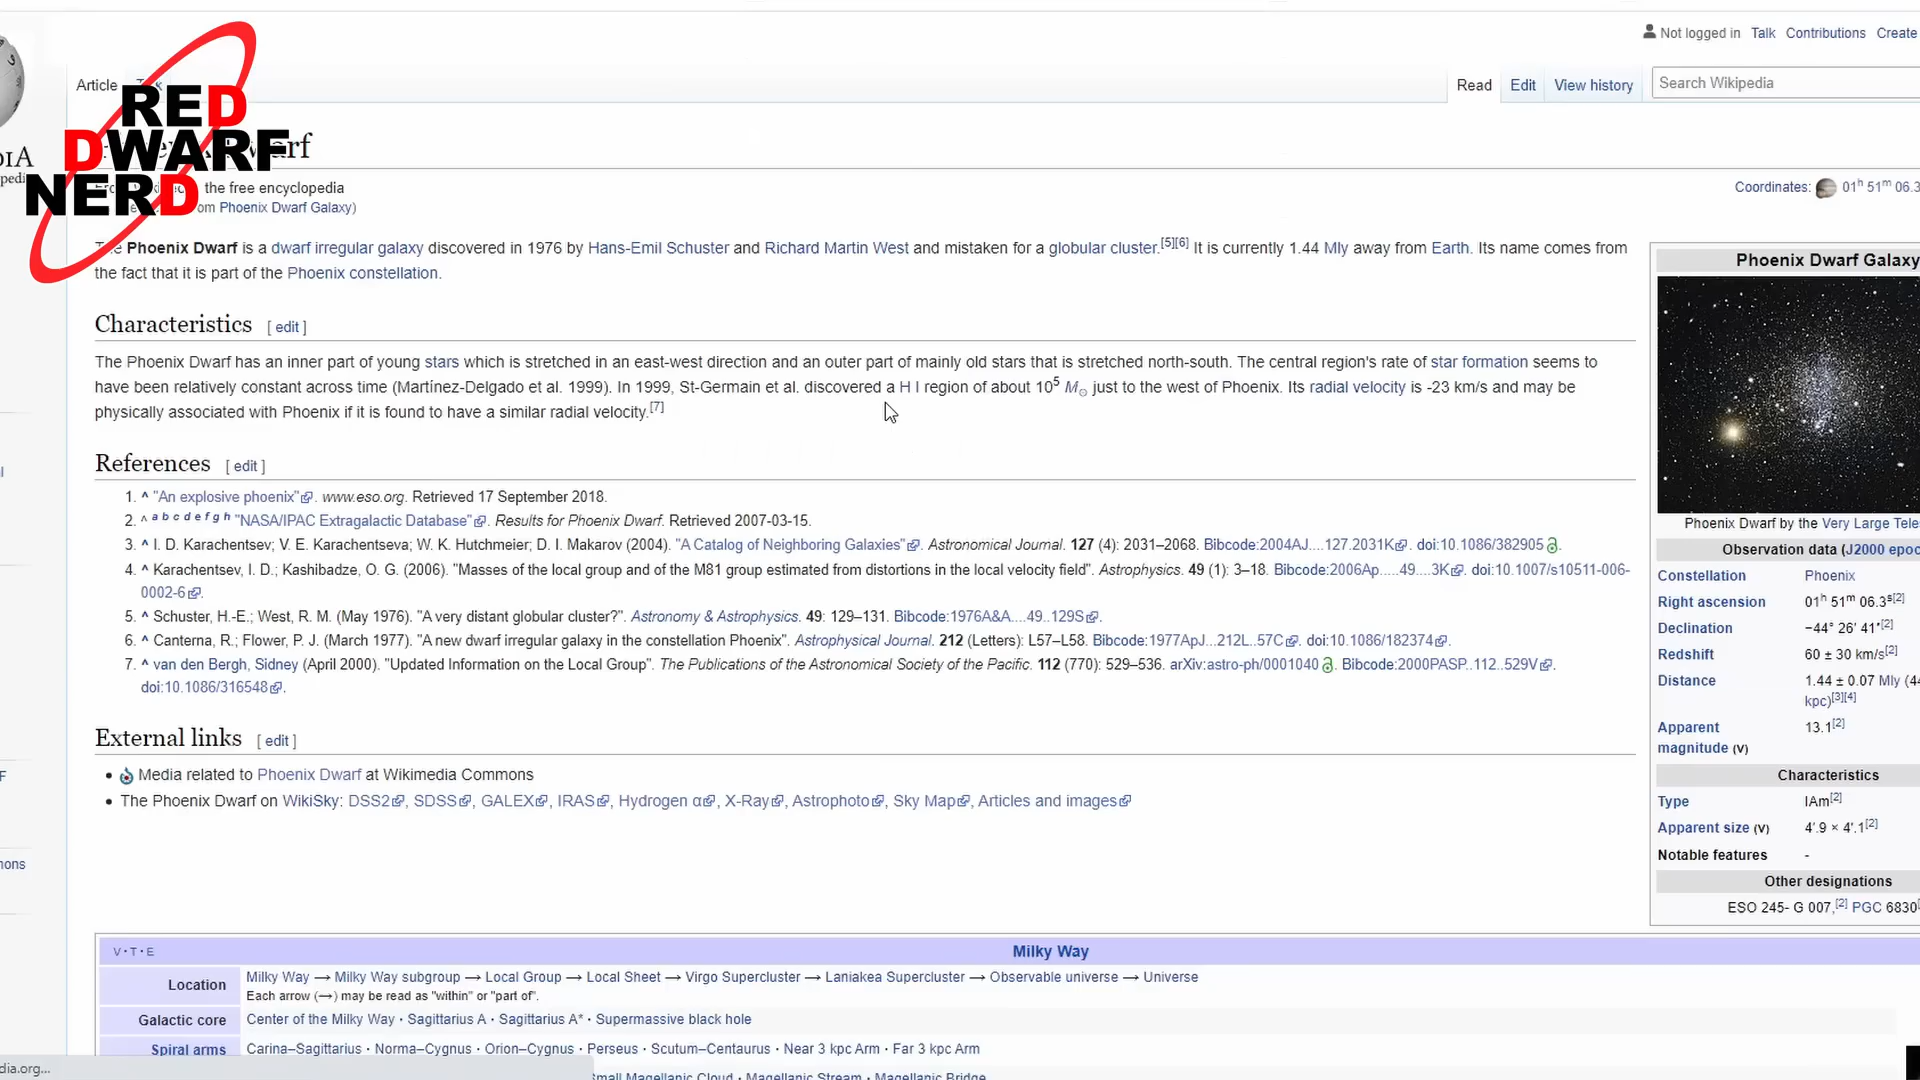 Not logged in Talk Contributions Create
Article
Read Edit View history Search Wikipedia
RED
DWARF
NERD
the free encyclopedia
Coordinates: 01h 51m 06.3
Phoenix Dwarf Galaxy)
Phoenix Dwarf is a dwarf irregular galaxy discovered in 1976 by Hans-Emil Schuster and Richard Martin West and mistaken for a globular cluster.[5][6] It is currently 1.44 Mly away from Earth. Its name comes from
the fact that it is part of the Phoenix constellation.
Characteristics [ edit ]
The Phoenix Dwarf has an inner part of young stars which is stretched in an east-west direction and an outer part of mainly old stars that is stretched north-south. The central region's rate of star formation seems to
have been relatively constant across time (Martínez-Delgado et al. 1999). In 1999, St-Germain et al. discovered a H I region of about 10⁵ M☉ just to the west of Phoenix. Its radial velocity is -23 km/s and may be
physically associated with Phoenix if it is found to have a similar radial velocity.[7]
References [ edit ]
1. ^ "An explosive phoenix". www.eso.org. Retrieved 17 September 2018.
2. ^ a b c d e f g h "NASA/IPAC Extragalactic Database". Results for Phoenix Dwarf. Retrieved 2007-03-15.
3. ^ I. D. Karachentsev; V. E. Karachentseva; W. K. Hutchmeier; D. I. Makarov (2004). "A Catalog of Neighboring Galaxies". Astronomical Journal. 127 (4): 2031–2068. Bibcode:2004AJ....127.2031K. doi:10.1086/382905.
4. ^ Karachentsev, I. D.; Kashibadze, O. G. (2006). "Masses of the local group and of the M81 group estimated from distortions in the local velocity field". Astrophysics. 49 (1): 3–18. Bibcode:2006Ap.....49....3K. doi:10.1007/s10511-006-
0002-6.
5. ^ Schuster, H.-E.; West, R. M. (May 1976). "A very distant globular cluster?". Astronomy & Astrophysics. 49: 129–131. Bibcode:1976A&A....49..129S.
6. ^ Canterna, R.; Flower, P. J. (March 1977). "A new dwarf irregular galaxy in the constellation Phoenix". Astrophysical Journal. 212 (Letters): L57–L58. Bibcode:1977ApJ...212L..57C. doi:10.1086/182374.
7. ^ van den Bergh, Sidney (April 2000). "Updated Information on the Local Group". The Publications of the Astronomical Society of the Pacific. 112 (770): 529–536. arXiv:astro-ph/0001040. Bibcode:2000PASP..112..529V.
doi:10.1086/316548.
External links [ edit ]
• Media related to Phoenix Dwarf at Wikimedia Commons
• The Phoenix Dwarf on WikiSky: DSS2, SDSS, GALEX, IRAS, Hydrogen α, X-Ray, Astrophoto, Sky Map, Articles and images
Phoenix Dwarf Galaxy
Phoenix Dwarf by the Very Large Tele
Observation data (J2000 epoc
Constellation Phoenix
Right ascension 01h 51m 06.3s[2]
Declination −44° 26′ 41″[2]
Redshift 60 ± 30 km/s[2]
Distance 1.44 ± 0.07 Mly (44
kpc)[3][4]
Apparent 13.1[2]
magnitude (V)
Characteristics
Type IAm[2]
Apparent size (V) 4′.9 × 4′.1[2]
Notable features -
Other designations
ESO 245- G 007,[2] PGC 6830[
V·T·E Milky Way
Location Milky Way → Milky Way subgroup → Local Group → Local Sheet → Virgo Supercluster → Laniakea Supercluster → Observable universe → Universe
Each arrow (→) may be read as "within" or "part of".
Galactic core Center of the Milky Way · Sagittarius A · Sagittarius A* · Supermassive black hole
Spiral arms Carina–Sagittarius · Norma–Cygnus · Orion–Cygnus · Perseus · Scutum–Centaurus · Near 3 kpc Arm · Far 3 kpc Arm
Small Magellanic Cloud · Magellanic Stream · Magellanic Bridge
dia.org...